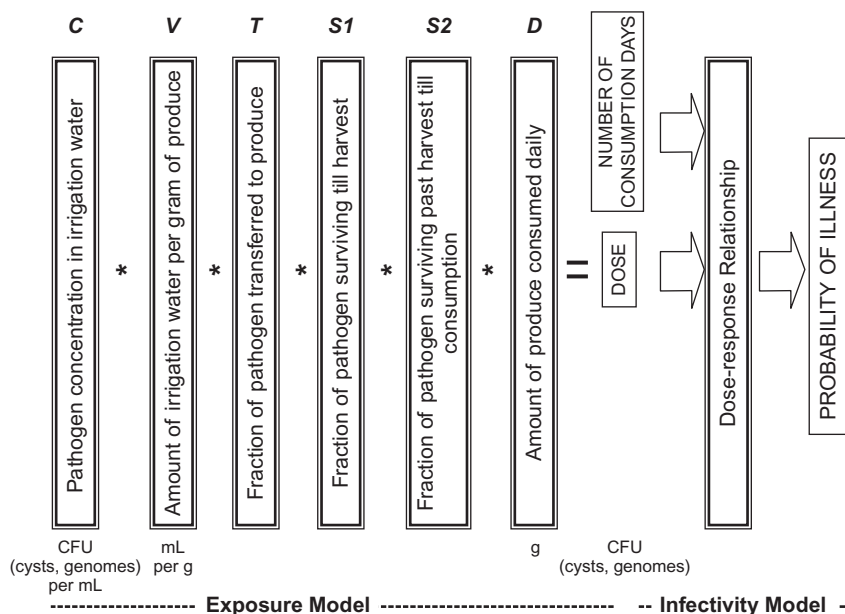 C V T S1 S2 D
Pathogen concentration in irrigation water
*
Amount of irrigation water per gram of produce
*
Fraction of pathogen transferred to produce
*
Fraction of pathogen surviving till harvest
*
Fraction of pathogen surviving past harvest till
consumption
*
Amount of produce consumed daily
=
DOSE
NUMBER OF
CONSUMPTION DAYS
Dose-response Relationship
PROBABILITY OF ILLNESS
CFU
(cysts, genomes)
per mL
mL
per g
g
CFU
(cysts, genomes)
Exposure Model
Infectivity Model